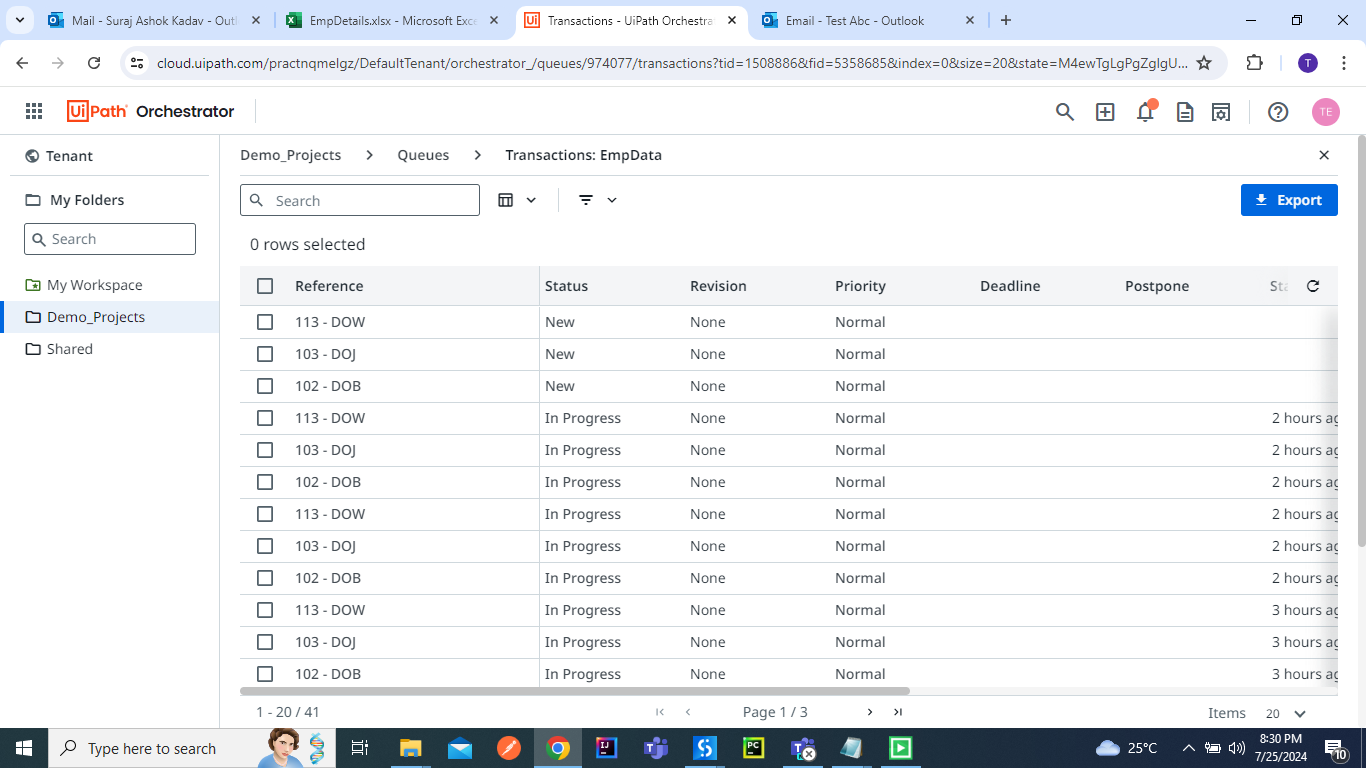 Mail - Suraj Ashok Kadav - Outl
EmpDetails.xlsx - Microsoft Exce
Transactions - UiPath Orchestra
Email - Test Abc - Outlook
cloud.uipath.com/practnqmelgz/DefaultTenant/orchestrator_/queues/974077/transactions?tid=1508886&fid=5358685&index=0&size=20&state=M4ewTgLgPgZglgU...
T
UiPath Orchestrator
TE
Tenant
Demo_Projects > Queues > Transactions: EmpData
My Folders
Search
Export
Search
0 rows selected
My Workspace
Demo_Projects
Shared
Reference Status Revision Priority Deadline Postpone Sta
113 - DOW New None Normal
103 - DOJ New None Normal
102 - DOB New None Normal
113 - DOW In Progress None Normal 2 hours ag
103 - DOJ In Progress None Normal 2 hours ag
102 - DOB In Progress None Normal 2 hours ag
113 - DOW In Progress None Normal 2 hours ag
103 - DOJ In Progress None Normal 2 hours ag
102 - DOB In Progress None Normal 2 hours ag
113 - DOW In Progress None Normal 3 hours ag
103 - DOJ In Progress None Normal 3 hours ag
102 - DOB In Progress None Normal 3 hours ag
1 - 20 / 41
Page 1 / 3
Items 20
Type here to search
25°C
8:30 PM
7/25/2024
10